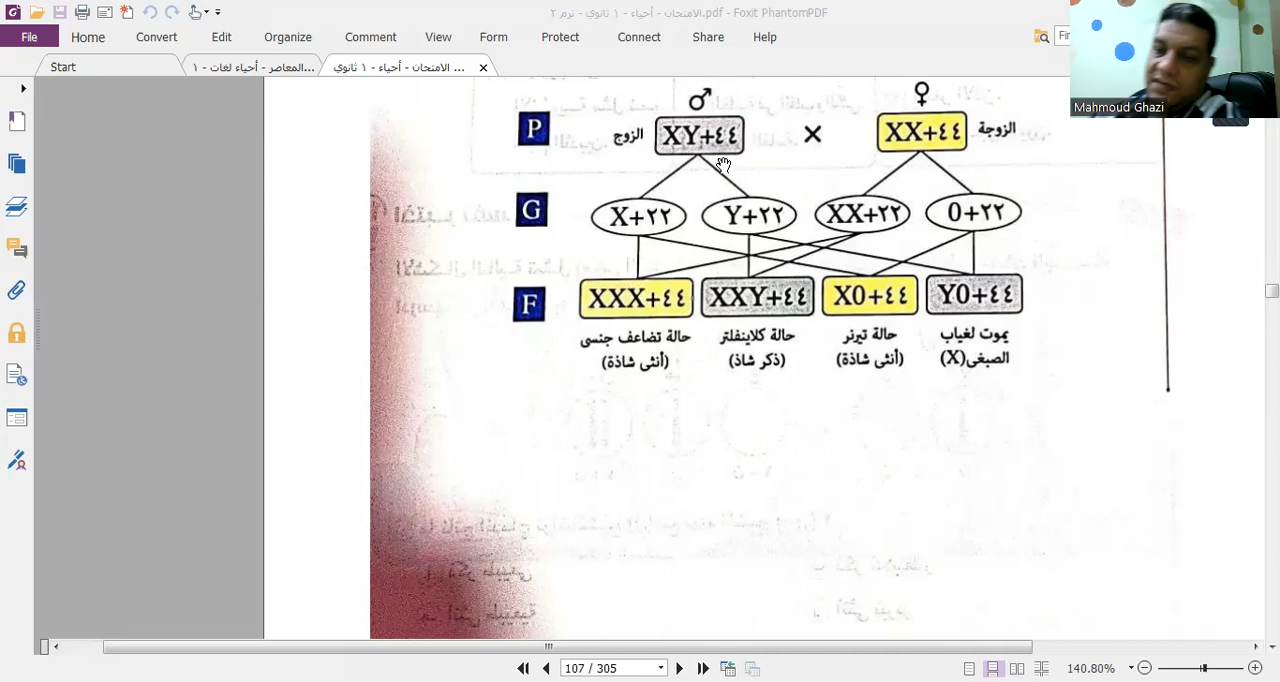 الامتحان - أحياء - ١ ثانوي - ترم ٢.pdf - Foxit PhantomPDF
File Home Convert Edit Organize Comment View Form Protect Connect Share Help
Start
المعاصر - أحياء لغات - ١...
الامتحان - أحياء - ١ ثانوي ...
Mahmoud Ghazi
♂ ♀
P الزوج XY+٤٤ × XX+٤٤ الزوجة
G X+٢٢ Y+٢٢ XX+٢٢ 0+٢٢
F XXX+٤٤ XXY+٤٤ X0+٤٤ Y0+٤٤
حالة تضاعف جنسى
(أنثى شاذة)
حالة كلاينفلتر
(ذكر شاذ)
حالة تيرنر
(أنثى شاذة)
يموت لغياب
الصبغى(X)
107 / 305
140.80%